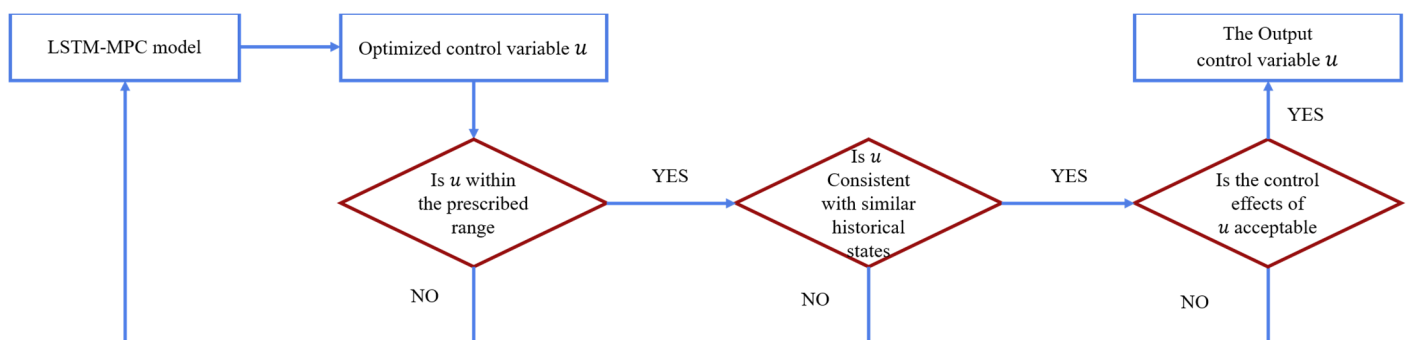 LSTM-MPC model
Optimized control variable u
The Output
control variable u
YES
Is u within
the prescribed
range
YES
Is u
Consistent
with similar
historical
states
YES
Is the control
effects of
u acceptable
NO
NO
NO